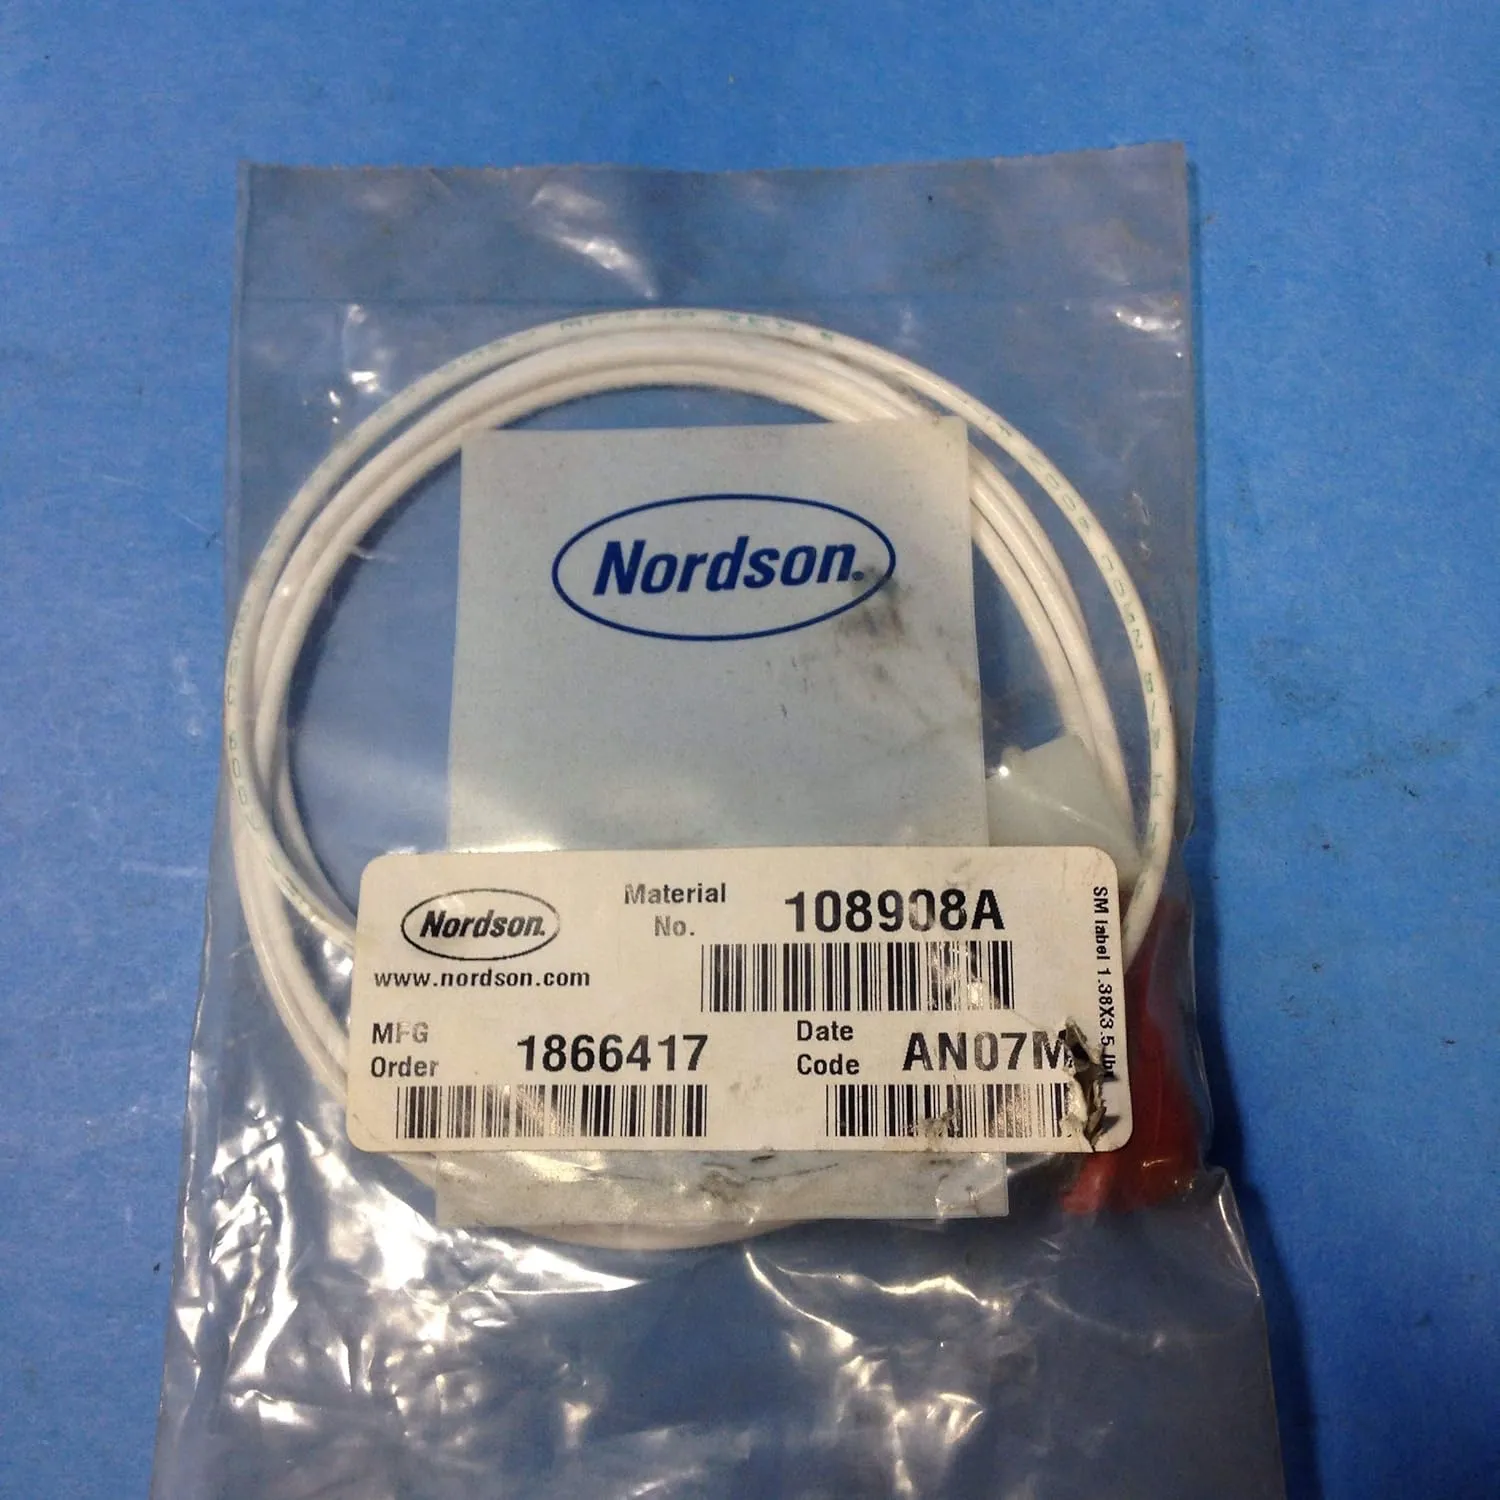 Nordson®
Nordson.
www.nordson.com
Material No. 108908A
MFG Order 1866417
Date Code AN07M
SM label 1.38X3.5